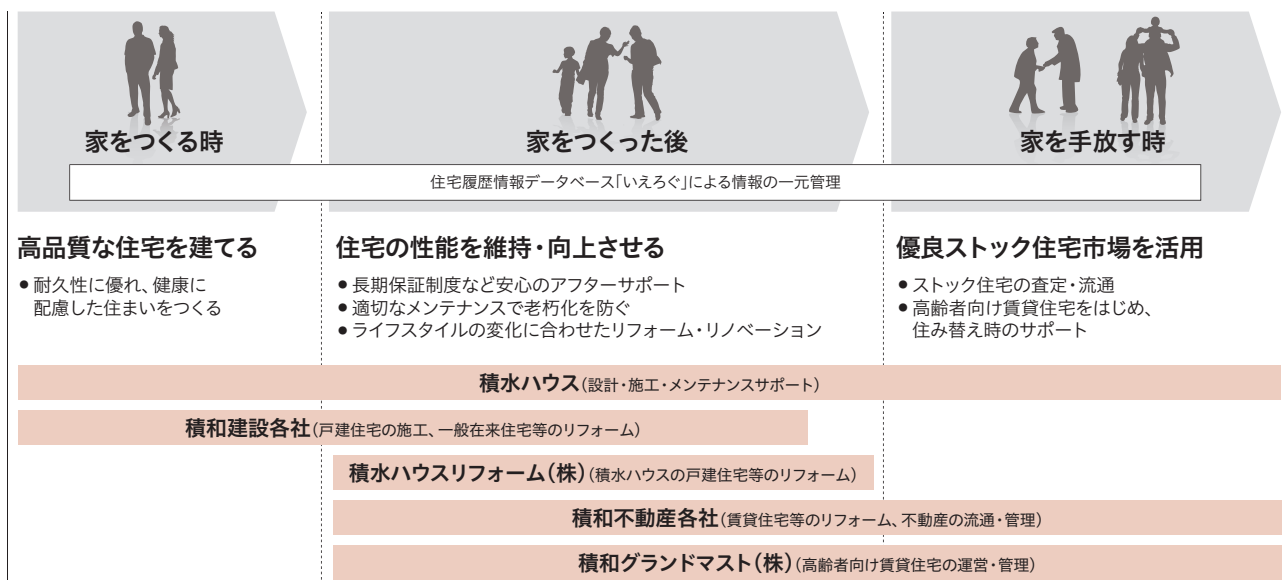 家をつくる時
家をつくった後
家を手放す時
住宅履歴情報データベース「いえろぐ」による情報の一元管理
高品質な住宅を建てる
● 耐久性に優れ、健康に
配慮した住まいをつくる
住宅の性能を維持・向上させる
● 長期保証制度など安心のアフターサポート
● 適切なメンテナンスで老朽化を防ぐ
● ライフスタイルの変化に合わせたリフォーム・リノベーション
優良ストック住宅市場を活用
● ストック住宅の査定・流通
● 高齢者向け賃貸住宅をはじめ、
住み替え時のサポート
積水ハウス(設計・施工・メンテナンスサポート)
積和建設各社(戸建住宅の施工、一般在来住宅等のリフォーム)
積水ハウスリフォーム(株)(積水ハウスの戸建住宅等のリフォーム)
積和不動産各社(賃貸住宅等のリフォーム、不動産の流通・管理)
積和グランドマスト(株)(高齢者向け賃貸住宅の運営・管理)